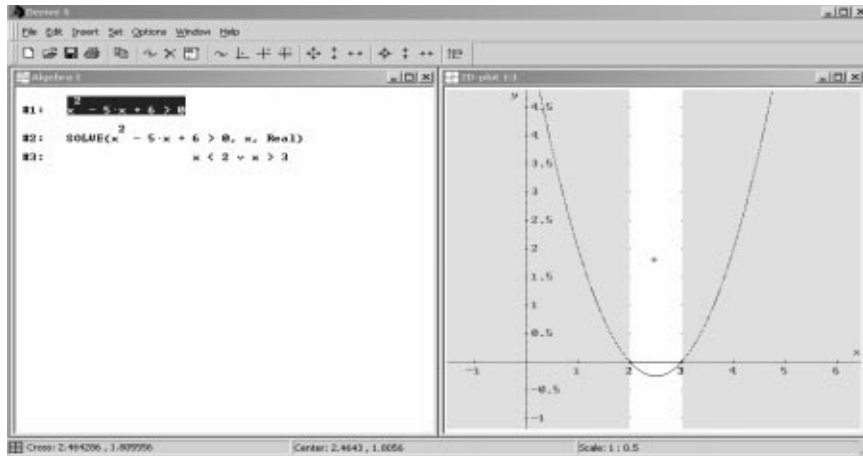 Derive 5
File Edit Insert Set Options Window Help
Algebra 1
#1: x² - 5·x + 6 > 0
#2: SOLVE(x² - 5·x + 6 > 0, x, Real)
#3: x < 2 ∨ x > 3
2D-plot 1:1
y
4.5
4
3.5
3
2.5
2
1.5
1
0.5
x
-1 1 2 3 4 5 6
-0.5
-1
Cross: 2.464286, 1.809996 Center: 2.4643, 1.8056 Scale: 1 : 0.5